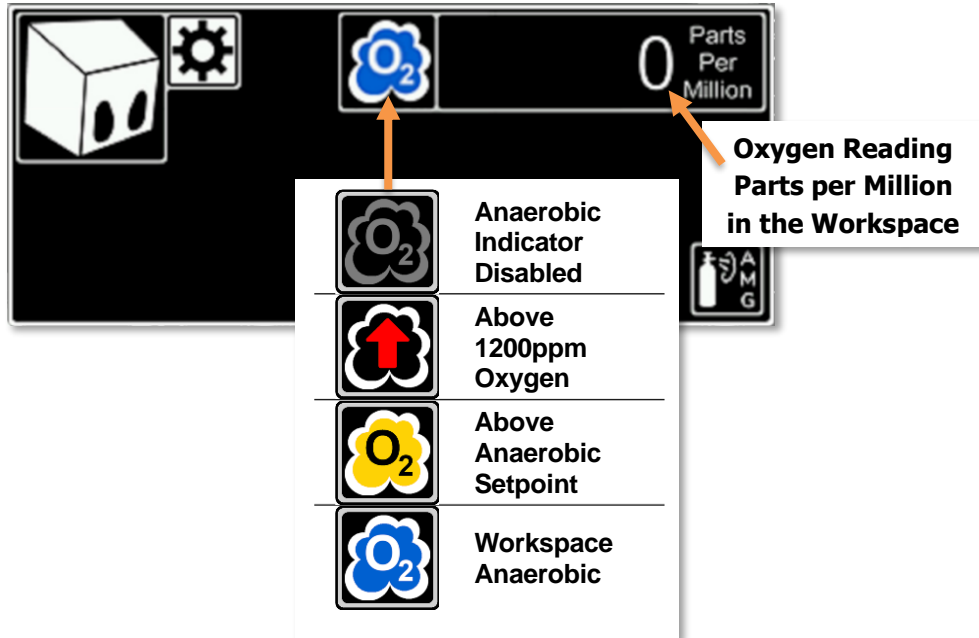 O2
0
Parts
Per
Million
Oxygen Reading
Parts per Million
in the Workspace
A
M
G
O2
Anaerobic
Indicator
Disabled
Above
1200ppm
Oxygen
O2
Above
Anaerobic
Setpoint
O2
Workspace
Anaerobic